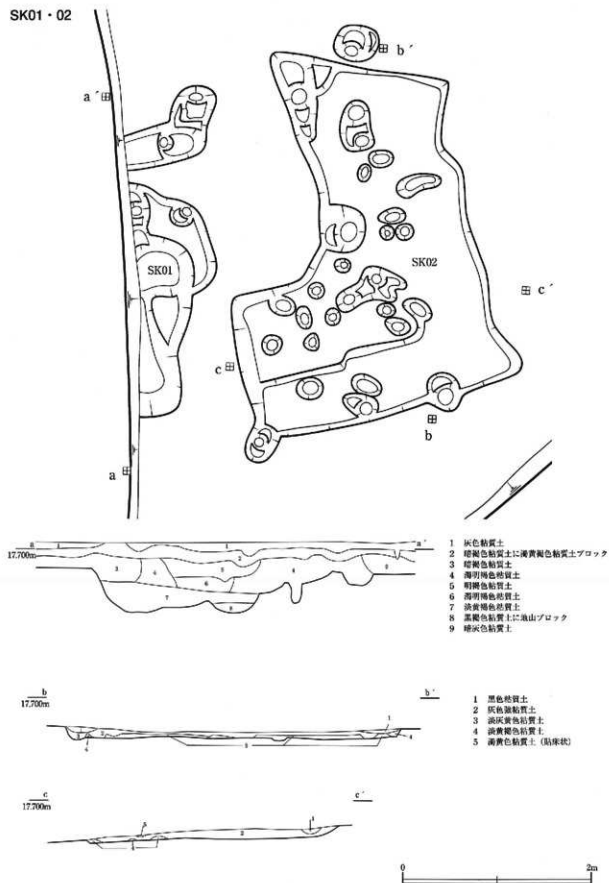 SK01・02
b´
a´
SK01
SK02
c´
c
b
a
a
a´
17.700m
1 灰色粘質土
2 暗褐色粘質土に濁黄褐色粘質土ブロック
3 暗褐色粘質土
4 濁明褐色粘質土
5 明褐色粘質土
6 濁明褐色粘質土
7 淡黄褐色粘質土
8 黒褐色粘質土に地山ブロック
9 暗灰色粘質土
b
b´
17.700m
1 黒色粘質土
2 灰色強粘質土
3 淡灰黄色粘質土
4 淡黄褐色粘質土
5 濁黄色粘質土（貼床状）
c
c´
17.700m
0
2m